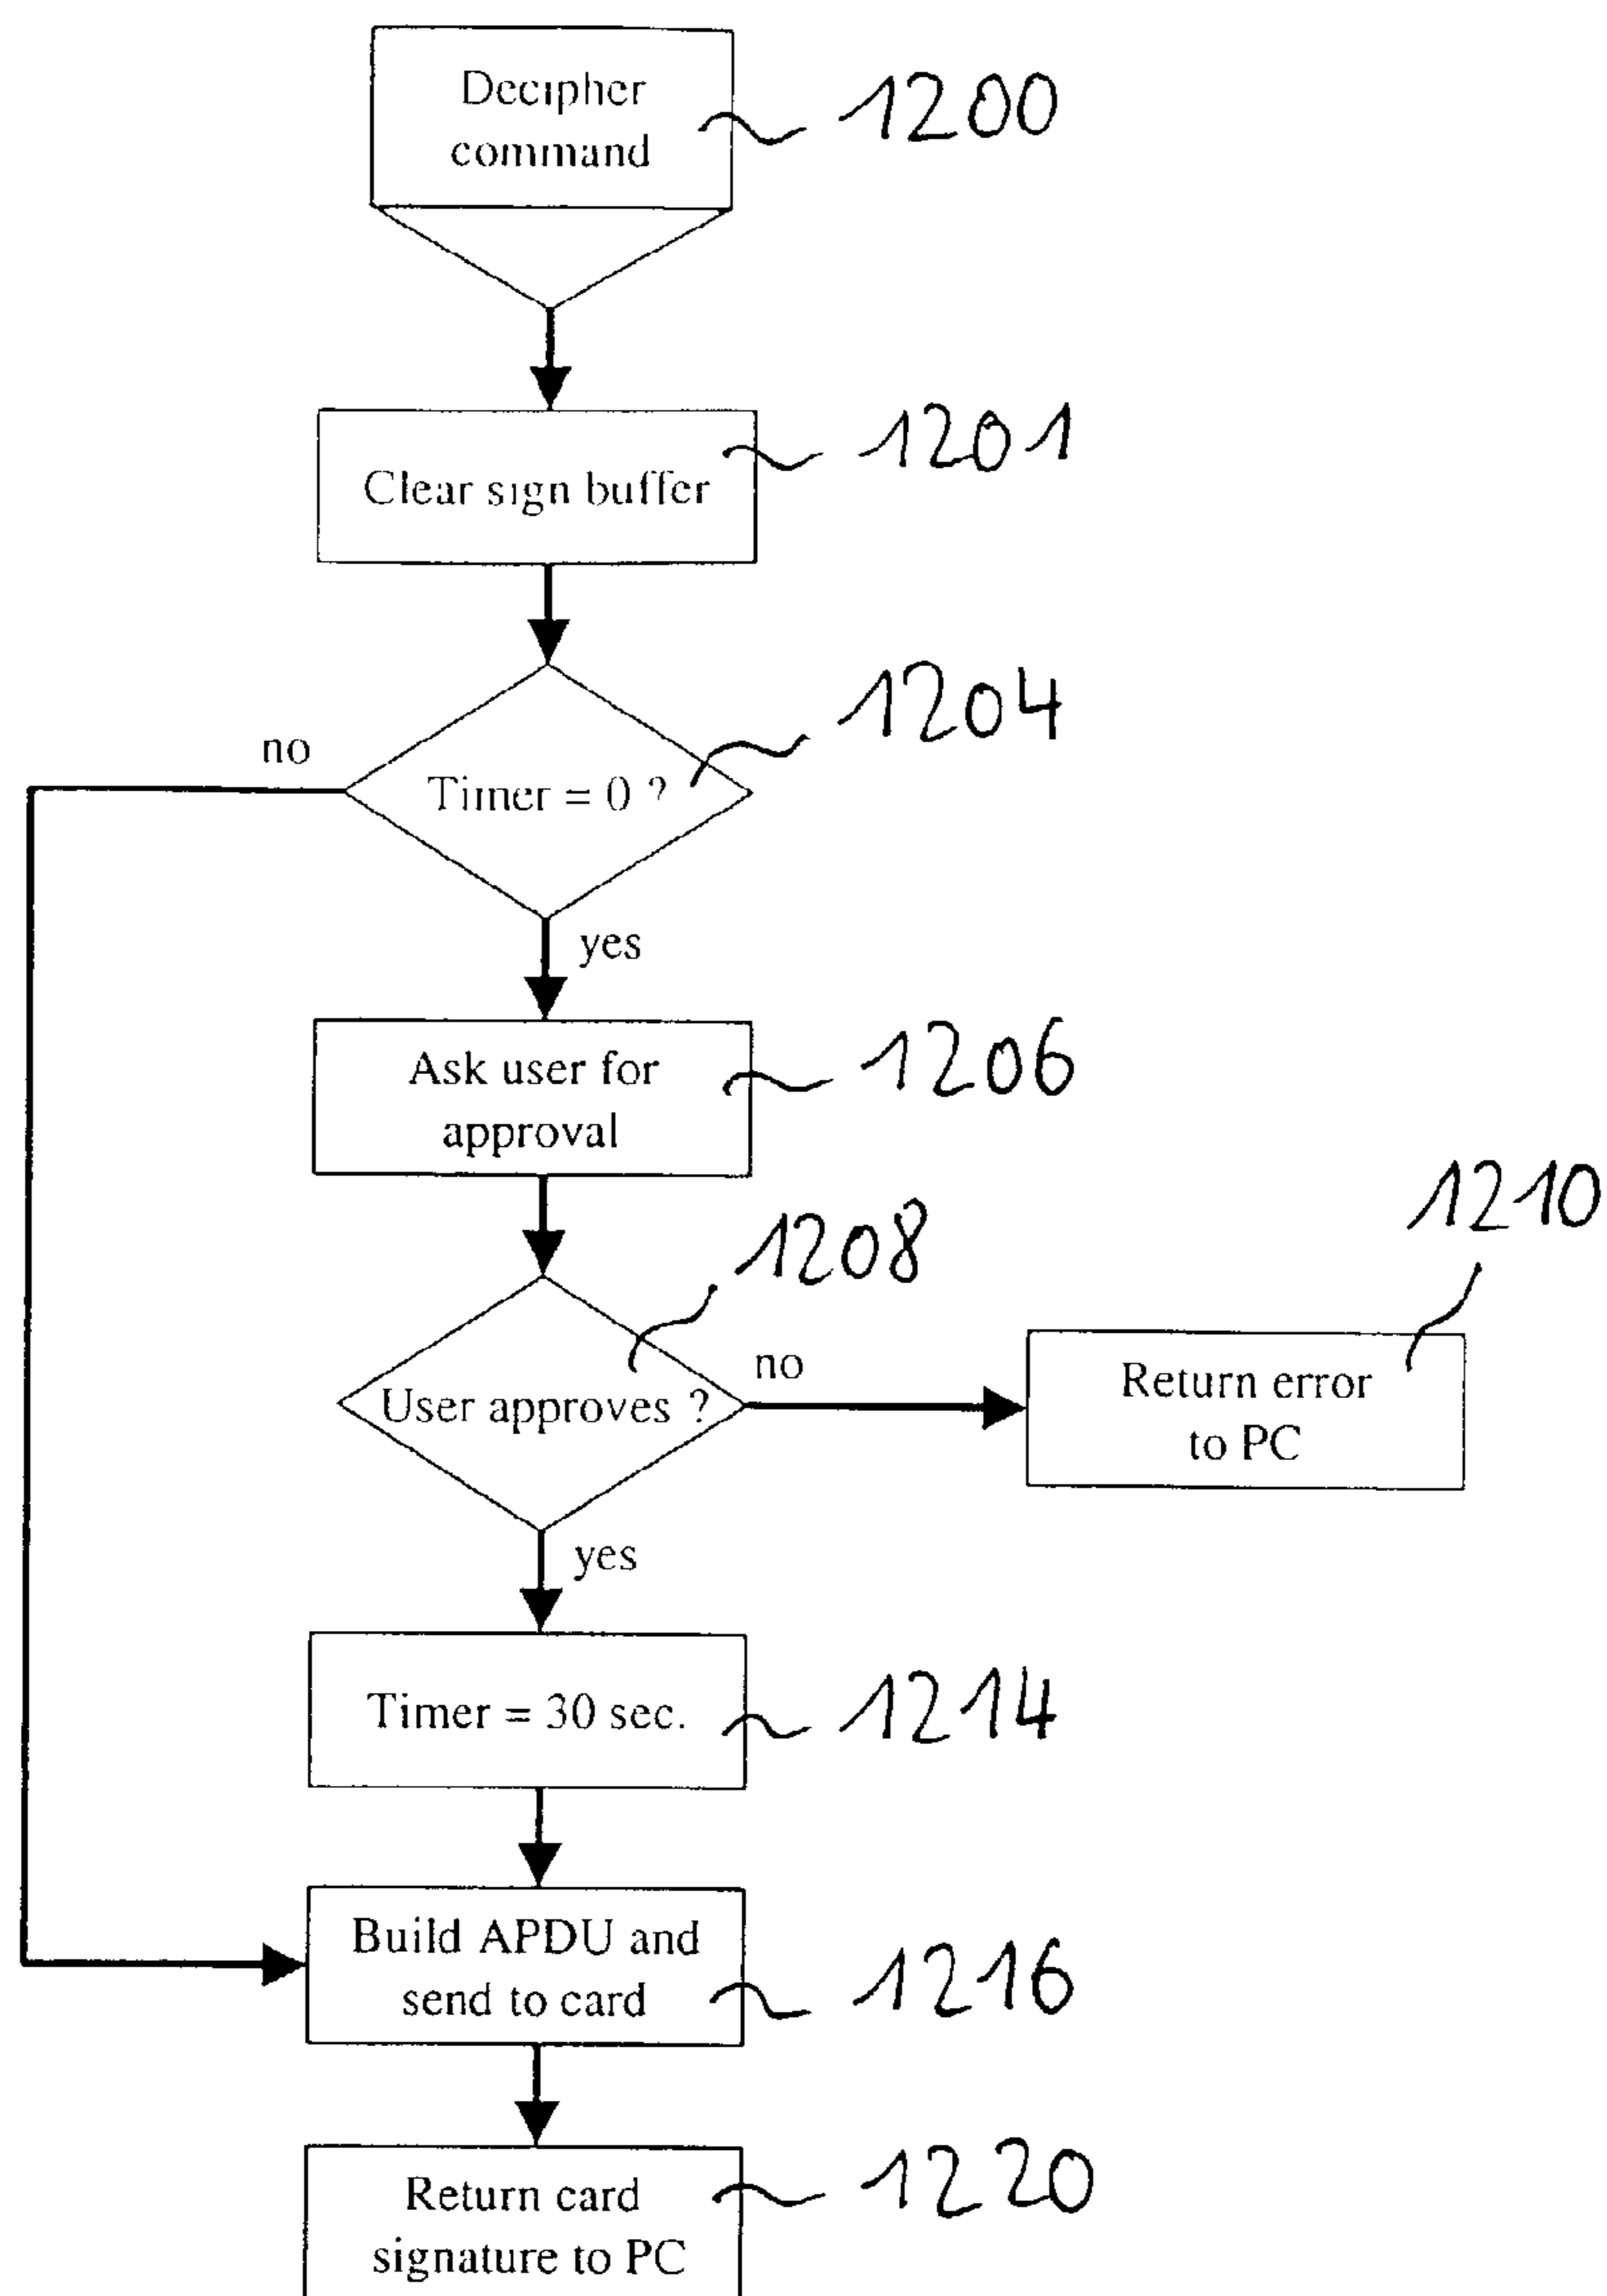 Decipher
command
1200
Clear sign buffer
1201
1204
no
Timer = 0 ?
yes
Ask user for
approval
1206
1210
1208
no
User approves ?
Return error
to PC
yes
Timer = 30 sec.
1214
Build APDU and
send to card
1216
Return card
signature to PC
1220